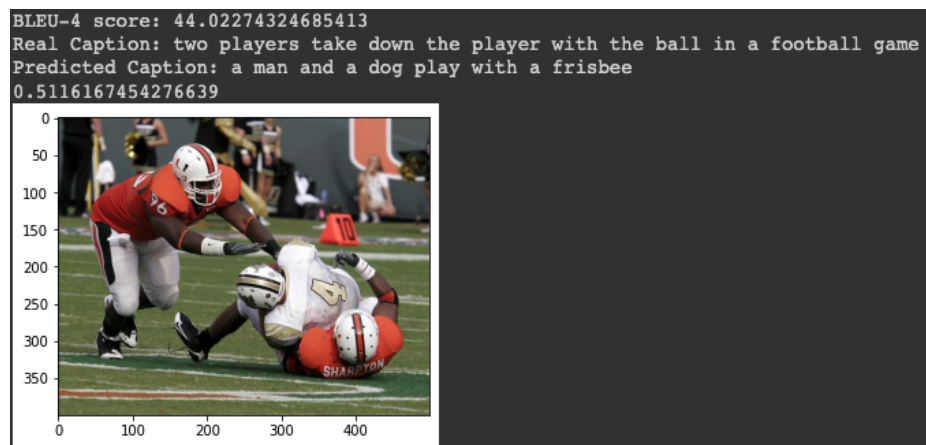 BLEU-4 score: 44.02274324685413
Real Caption: two players take down the player with the ball in a football game
Predicted Caption: a man and a dog play with a frisbee
0.5116167454276639
0
50
100
150
200
250
300
350
96
10
4
SHARPTON
0 100 200 300 400